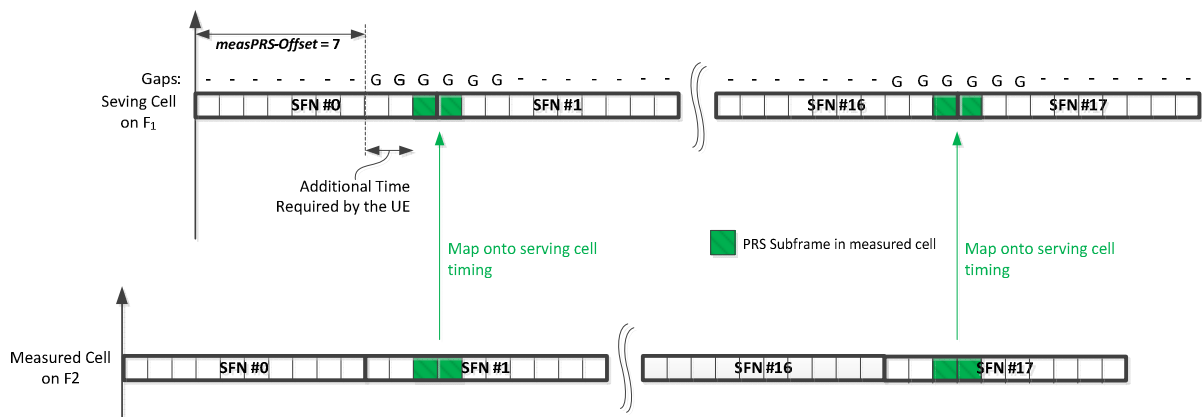 measPRS-Offset = 7
Gaps: - - - - - - - G G G G G G - - - - - - - - - - - - - - G G G G G G - - - - - - -
Seving Cell
on F1
SFN #0 SFN #1 SFN #16 SFN #17
Additional Time
Required by the UE
Map onto serving cell
timing
PRS Subframe in measured cell
Map onto serving cell
timing
Measured Cell
on F2
SFN #0 SFN #1 SFN #16 SFN #17